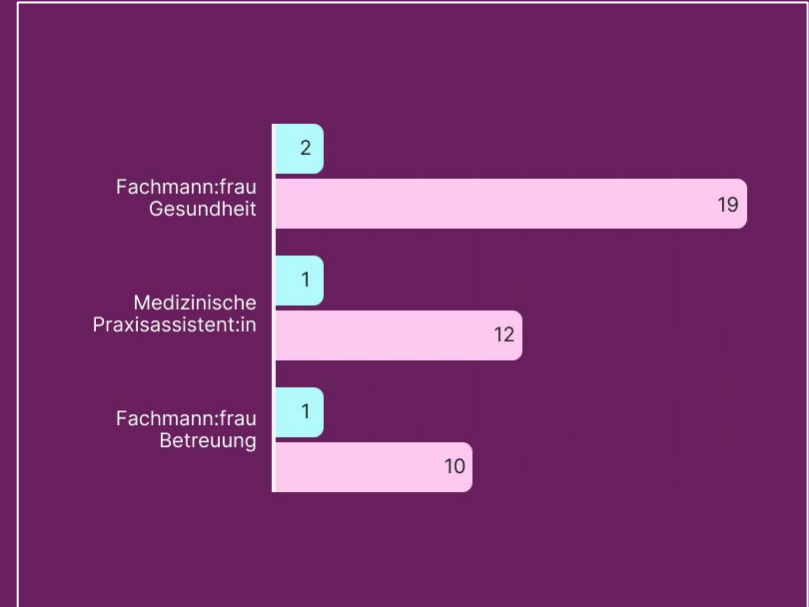 2
Fachmann:frau
Gesundheit
19
1
Medizinische
Praxisassistent:in
12
1
Fachmann:frau
Betreuung
10